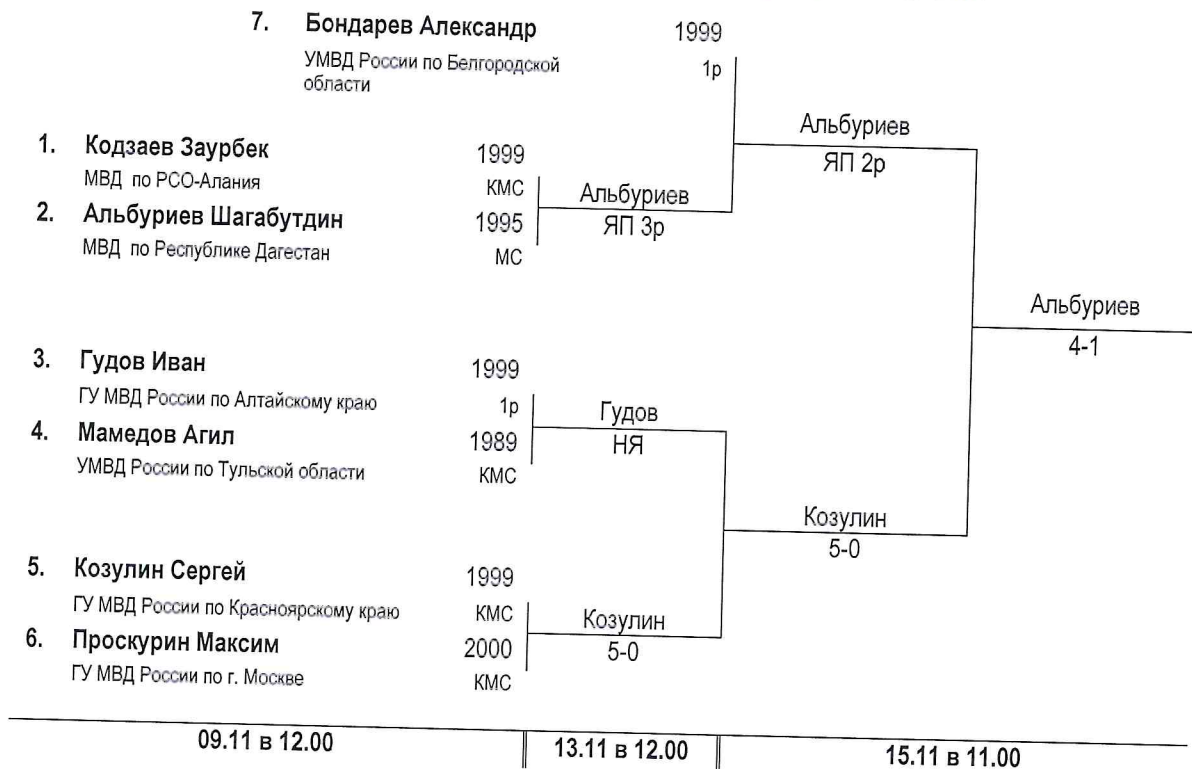 7. Бондарев Александр 1999
УМВД России по Белгородской 1р
области
Альбуриев
ЯП 2р
1. Кодзаев Заурбек 1999
МВД по РСО-Алания КМС
Альбуриев
ЯП 3р
2. Альбуриев Шагабутдин 1995
МВД по Республике Дагестан МС
Альбуриев
4-1
3. Гудов Иван 1999
ГУ МВД России по Алтайскому краю 1р
Гудов
НЯ
4. Мамедов Агил 1989
УМВД России по Тульской области КМС
Козулин
5-0
5. Козулин Сергей 1999
ГУ МВД России по Красноярскому краю КМС
Козулин
5-0
6. Проскурин Максим 2000
ГУ МВД России по г. Москве КМС
09.11 в 12.00 13.11 в 12.00 15.11 в 11.00